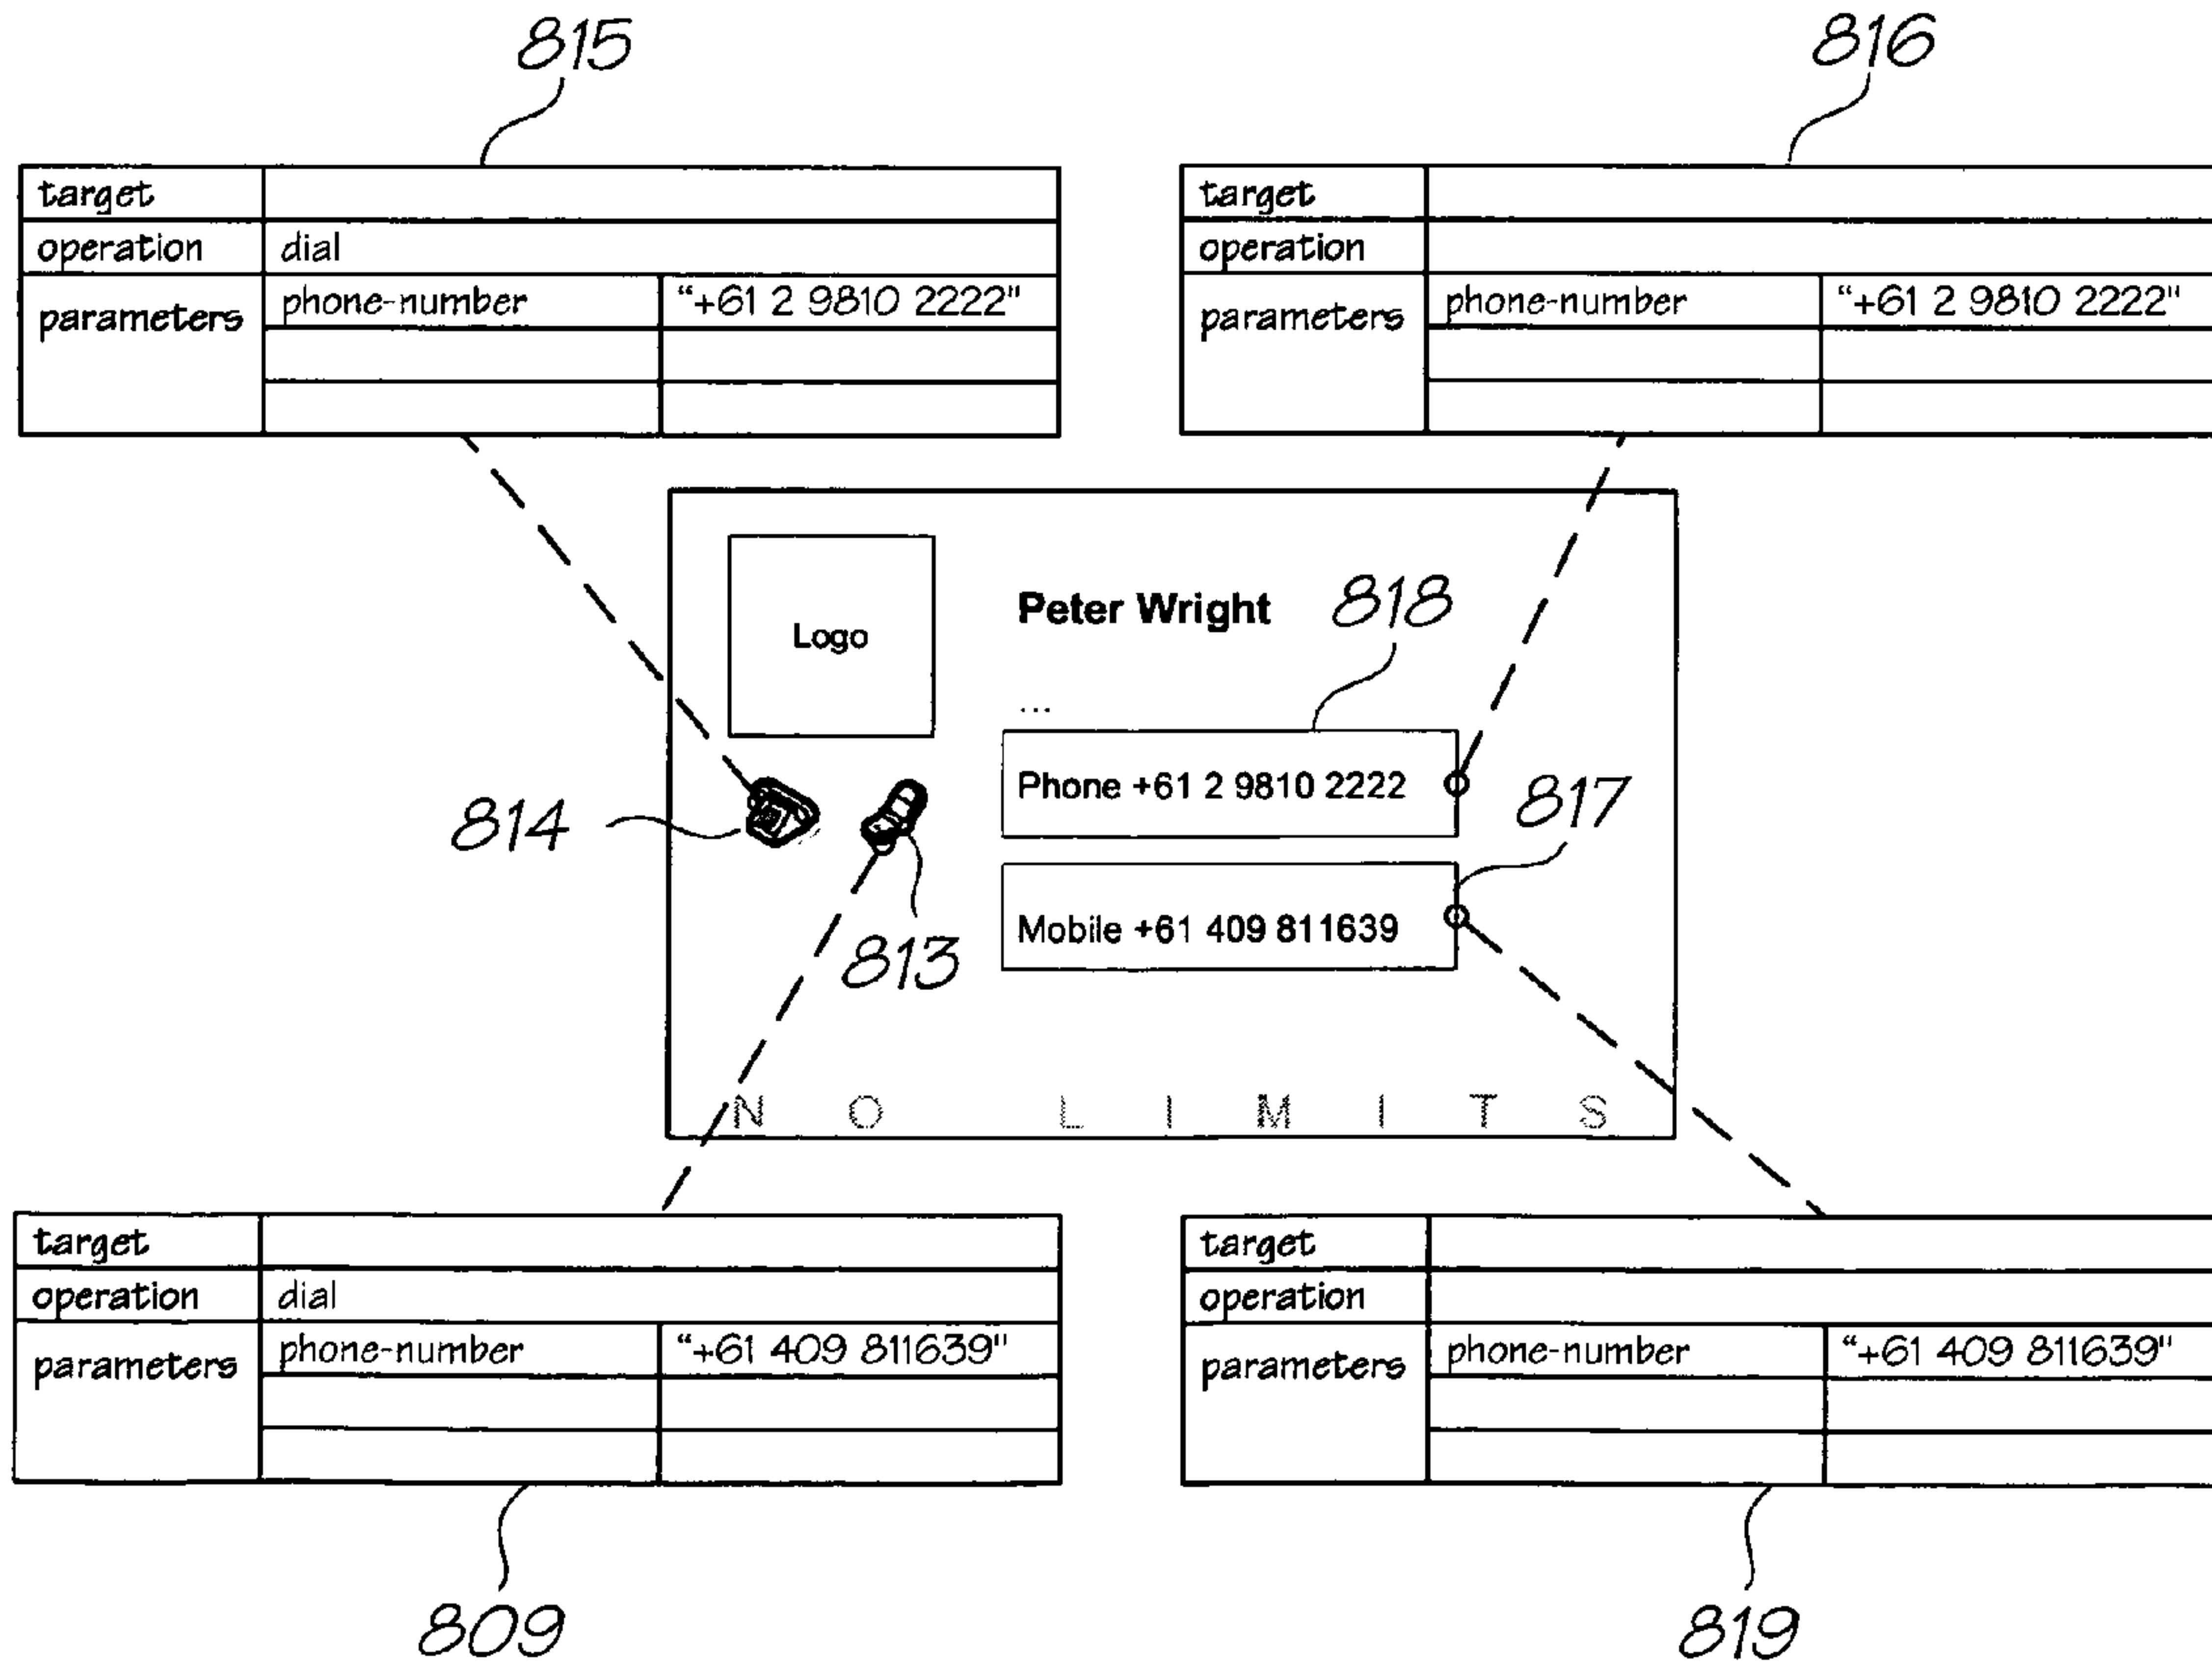 815
816
target
operation dial
parameters phone-number "+61 2 9810 2222"
target
operation
parameters phone-number "+61 2 9810 2222"
Logo
Peter Wright
818
...
Phone +61 2 9810 2222
817
814
Mobile +61 409 811639
813
N O L I M I T S
target
operation dial
parameters phone-number "+61 409 811639"
target
operation
parameters phone-number "+61 409 811639"
809
819